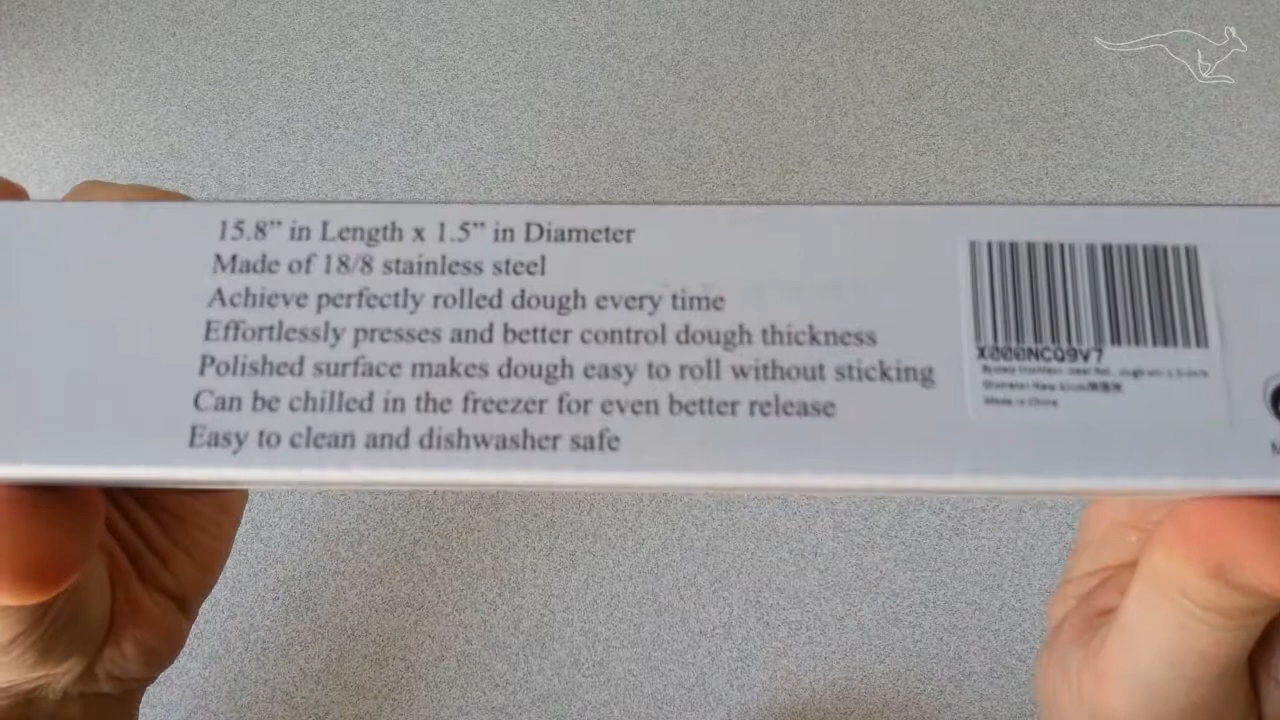 15.8” in Length x 1.5” in Diameter
Made of 18/8 stainless steel
Achieve perfectly rolled dough every time
Effortlessly presses and better control dough thickness
Polished surface makes dough easy to roll without sticking
Can be chilled in the freezer for even better release
Easy to clean and dishwasher safe
X000NCQ9V7
Made in China